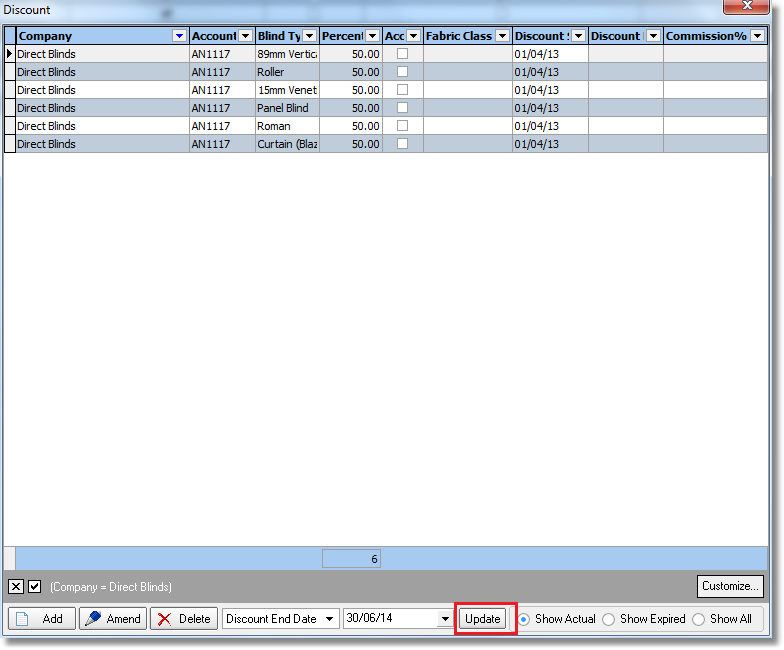 Discount
Company Account Blind Ty Percent Acc Fabric Class Discount S Discount Commission%
Direct Blinds AN1117 89mm Vertica 50.00 01/04/13
Direct Blinds AN1117 Roller 50.00 01/04/13
Direct Blinds AN1117 15mm Venet 50.00 01/04/13
Direct Blinds AN1117 Panel Blind 50.00 01/04/13
Direct Blinds AN1117 Roman 50.00 01/04/13
Direct Blinds AN1117 Curtain (Blaz 50.00 01/04/13
6
(Company = Direct Blinds) Customize...
Add Amend Delete Discount End Date 30/06/14 Update Show Actual Show Expired Show All